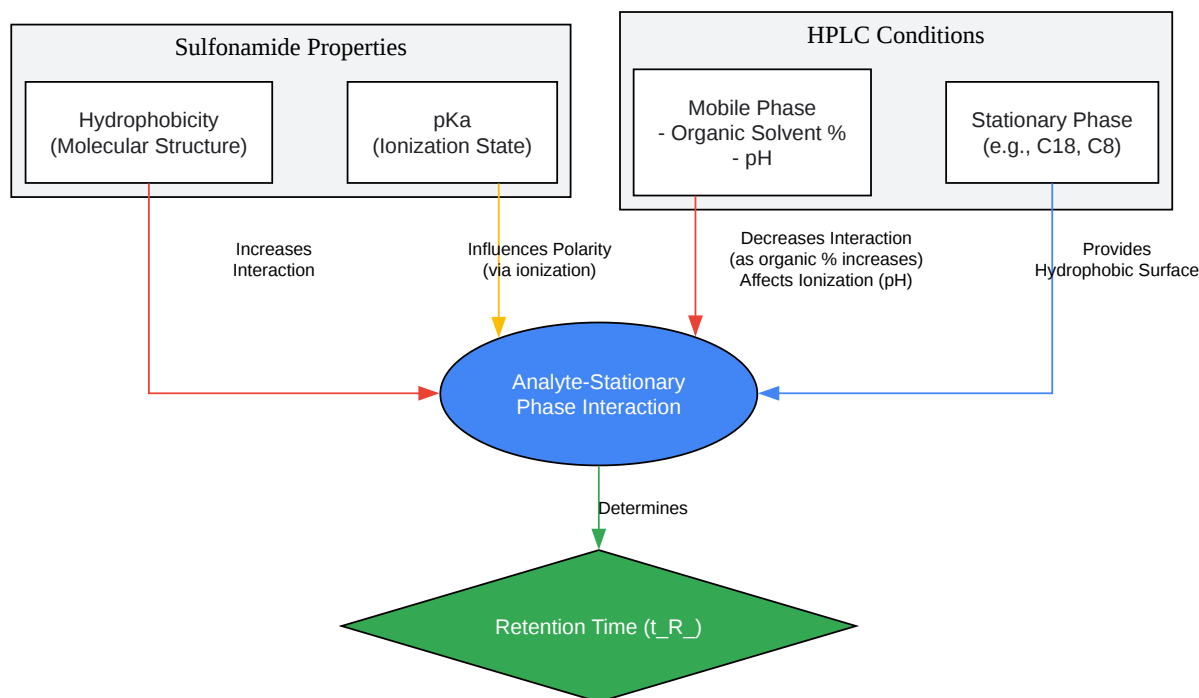 Sulfonamide Properties
Hydrophobicity
(Molecular Structure)
pKa
(Ionization State)
HPLC Conditions
Mobile Phase
- Organic Solvent %
- pH
Stationary Phase
(e.g., C18, C8)
Increases
Interaction
Influences Polarity
(via ionization)
Decreases Interaction
(as organic % increases)
Affects Ionization (pH)
Provides
Hydrophobic Surface
Analyte-Stationary
Phase Interaction
Determines
Retention Time (t_R_)